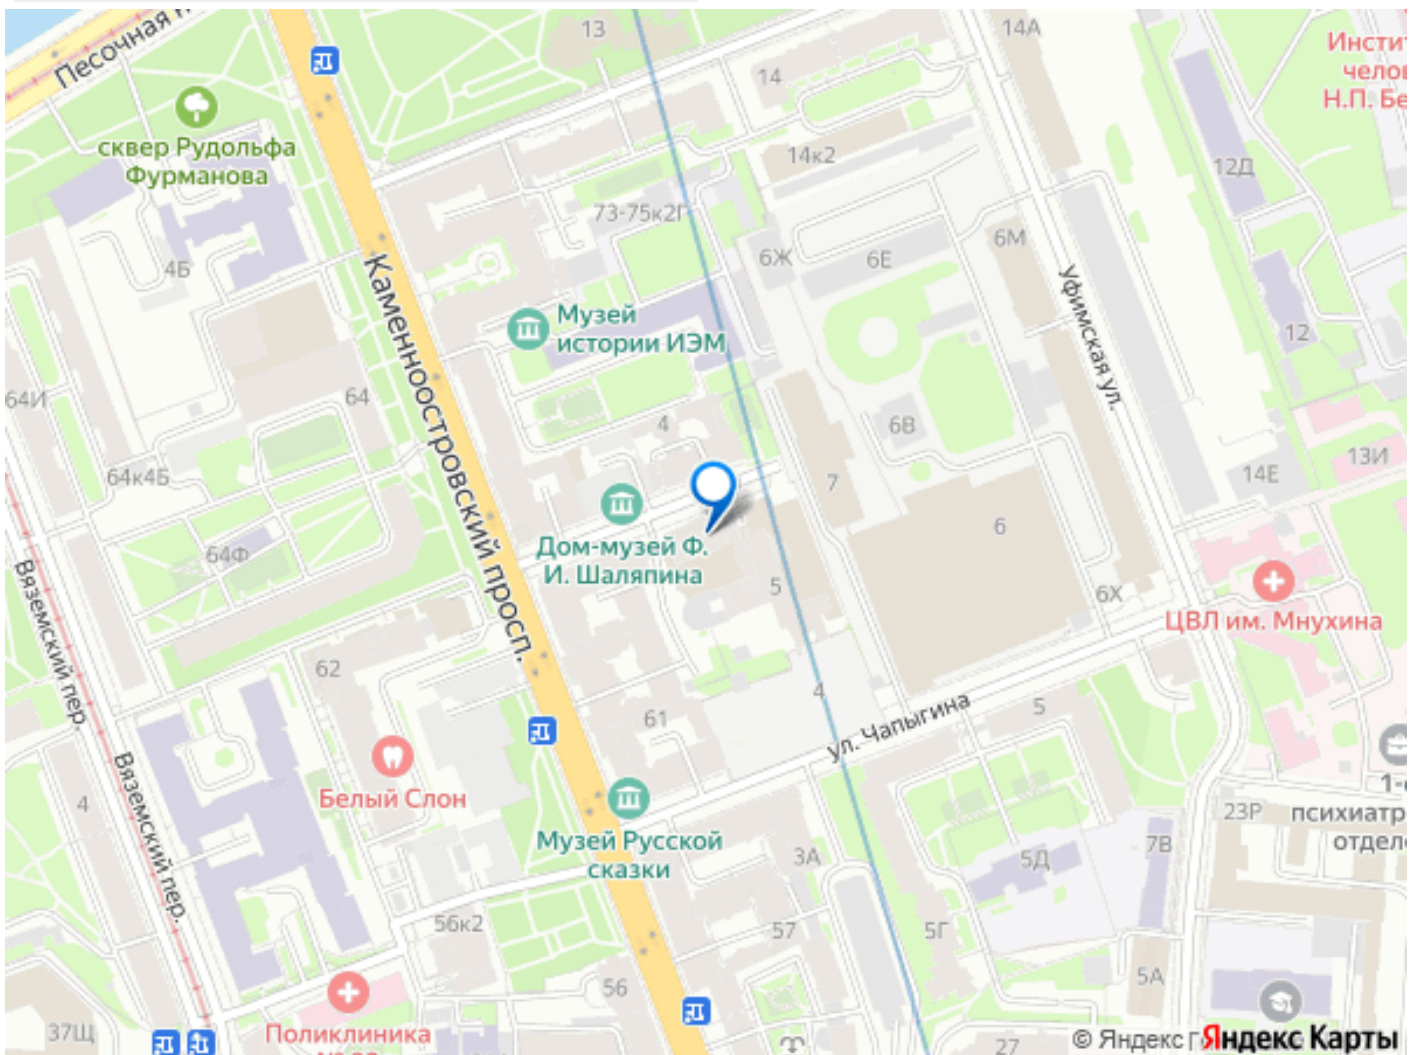 Песочная н
13
14А
Инсти
челов
Н.П. Бе
14
сквер Рудольфа
Фурманова
14к2
12Д
73-75к2Г
4Б
6Ж
6Е
6М
Уфимская ул.
Каменноостровский просп.
Музей
истории ИЭМ
12
64И
64
4
6В
64к4Б
7
14Е
13И
6
64Ф
Дом-музей Ф.
И. Шаляпина
5
6Х
ЦВЛ им. Мнухина
Вяземский пер.
62
4
61
ул. Чапыгина
5
Вяземский пер.
4
Белый Слон
Музей Русской
сказки
3А
5Д
7В
23Р
1-
психиатр
отдел
56к2
57
5Г
5А
56
37Щ
Поликлиника
27
© Яндекс
Яндекс Карты